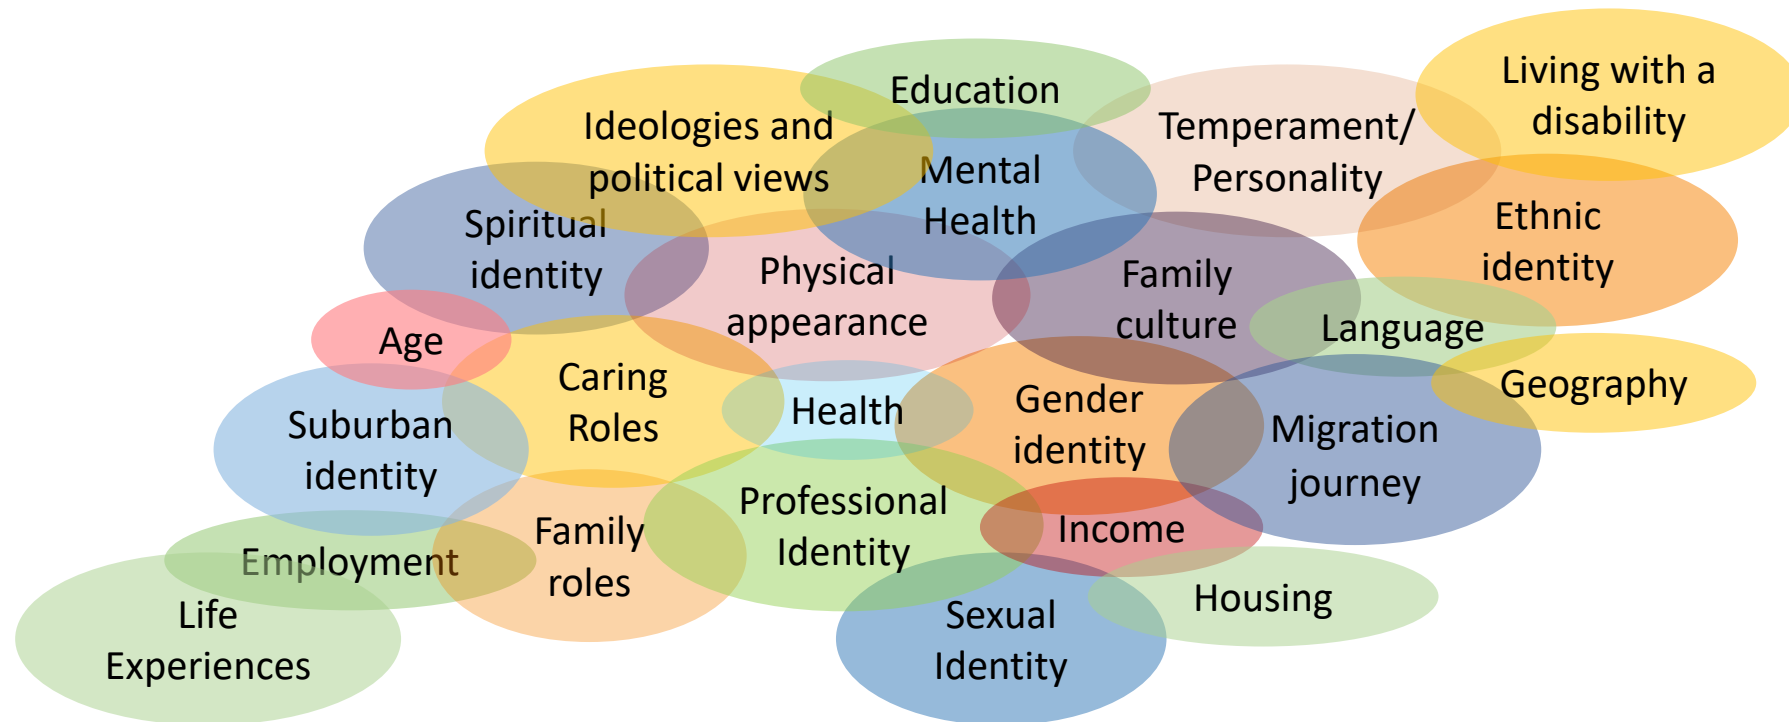 Education
Living with a
disability
Ideologies and
political views
Temperament/
Personality
Mental
Health
Spiritual
identity
Ethnic
identity
Physical
appearance
Family
culture
Language
Age
Caring
Roles
Health
Gender
identity
Geography
Suburban
identity
Migration
journey
Professional
Identity
Family
roles
Income
Employment
Life
Experiences
Sexual
Identity
Housing